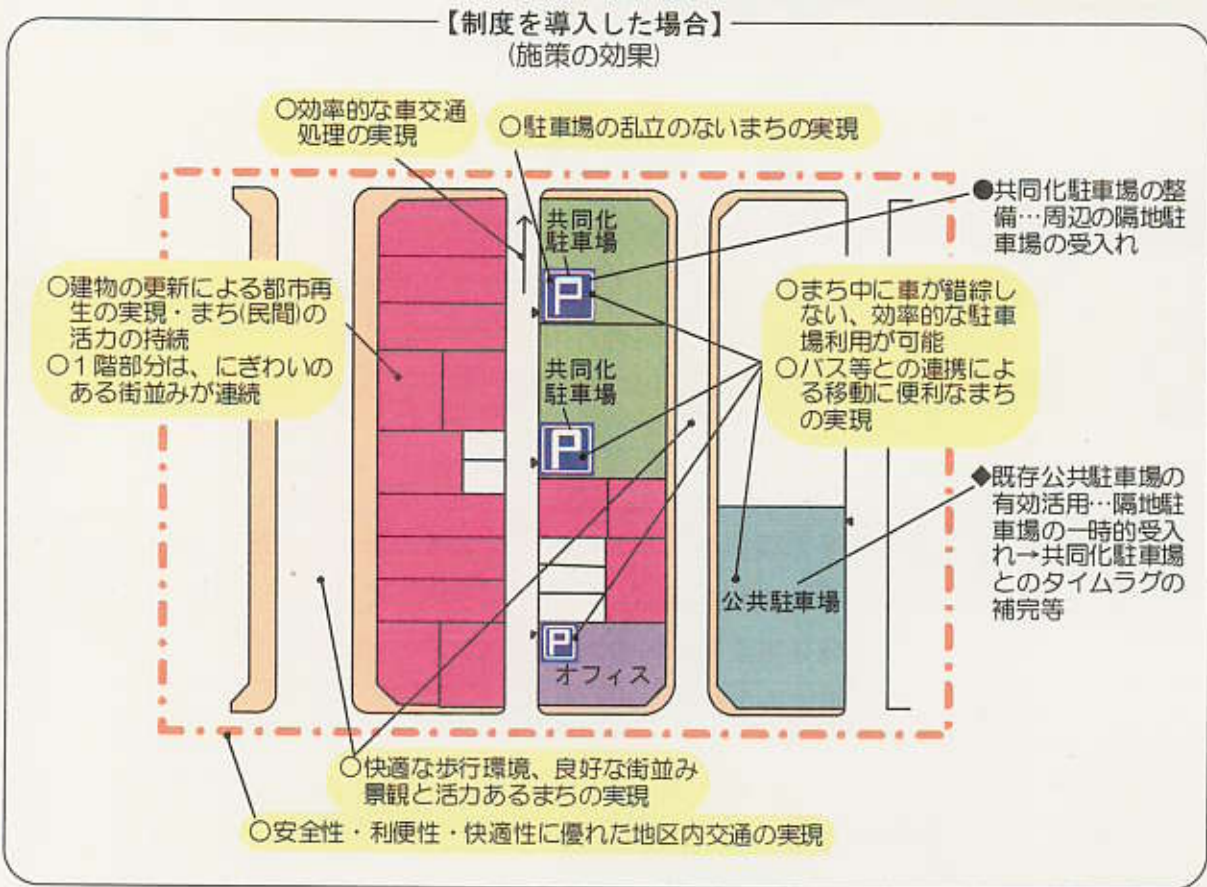 【制度を導入した場合】
(施策の効果)
○効率的な車交通
処理の実現
○駐車場の乱立のないまちの実現
●共同化駐車場の整
備…周辺の隔地駐
車場の受入れ
共同化
駐車場
P
○建物の更新による都市再
生の実現・まち(民間)の
活力の持続
○1階部分は、にぎわいの
ある街並みが連続
○まち中に車が錯綜し
ない、効率的な駐車
場利用が可能
○バス等との連携によ
る移動に便利なまち
の実現
共同化
駐車場
P
◆既存公共駐車場の
有効活用…隔地駐
車場の一時的受入
れ→共同化駐車場
とのタイムラグの
補完等
公共駐車場
P
オフィス
○快適な歩行環境、良好な街並み
景観と活力あるまちの実現
○安全性・利便性・快適性に優れた地区内交通の実現